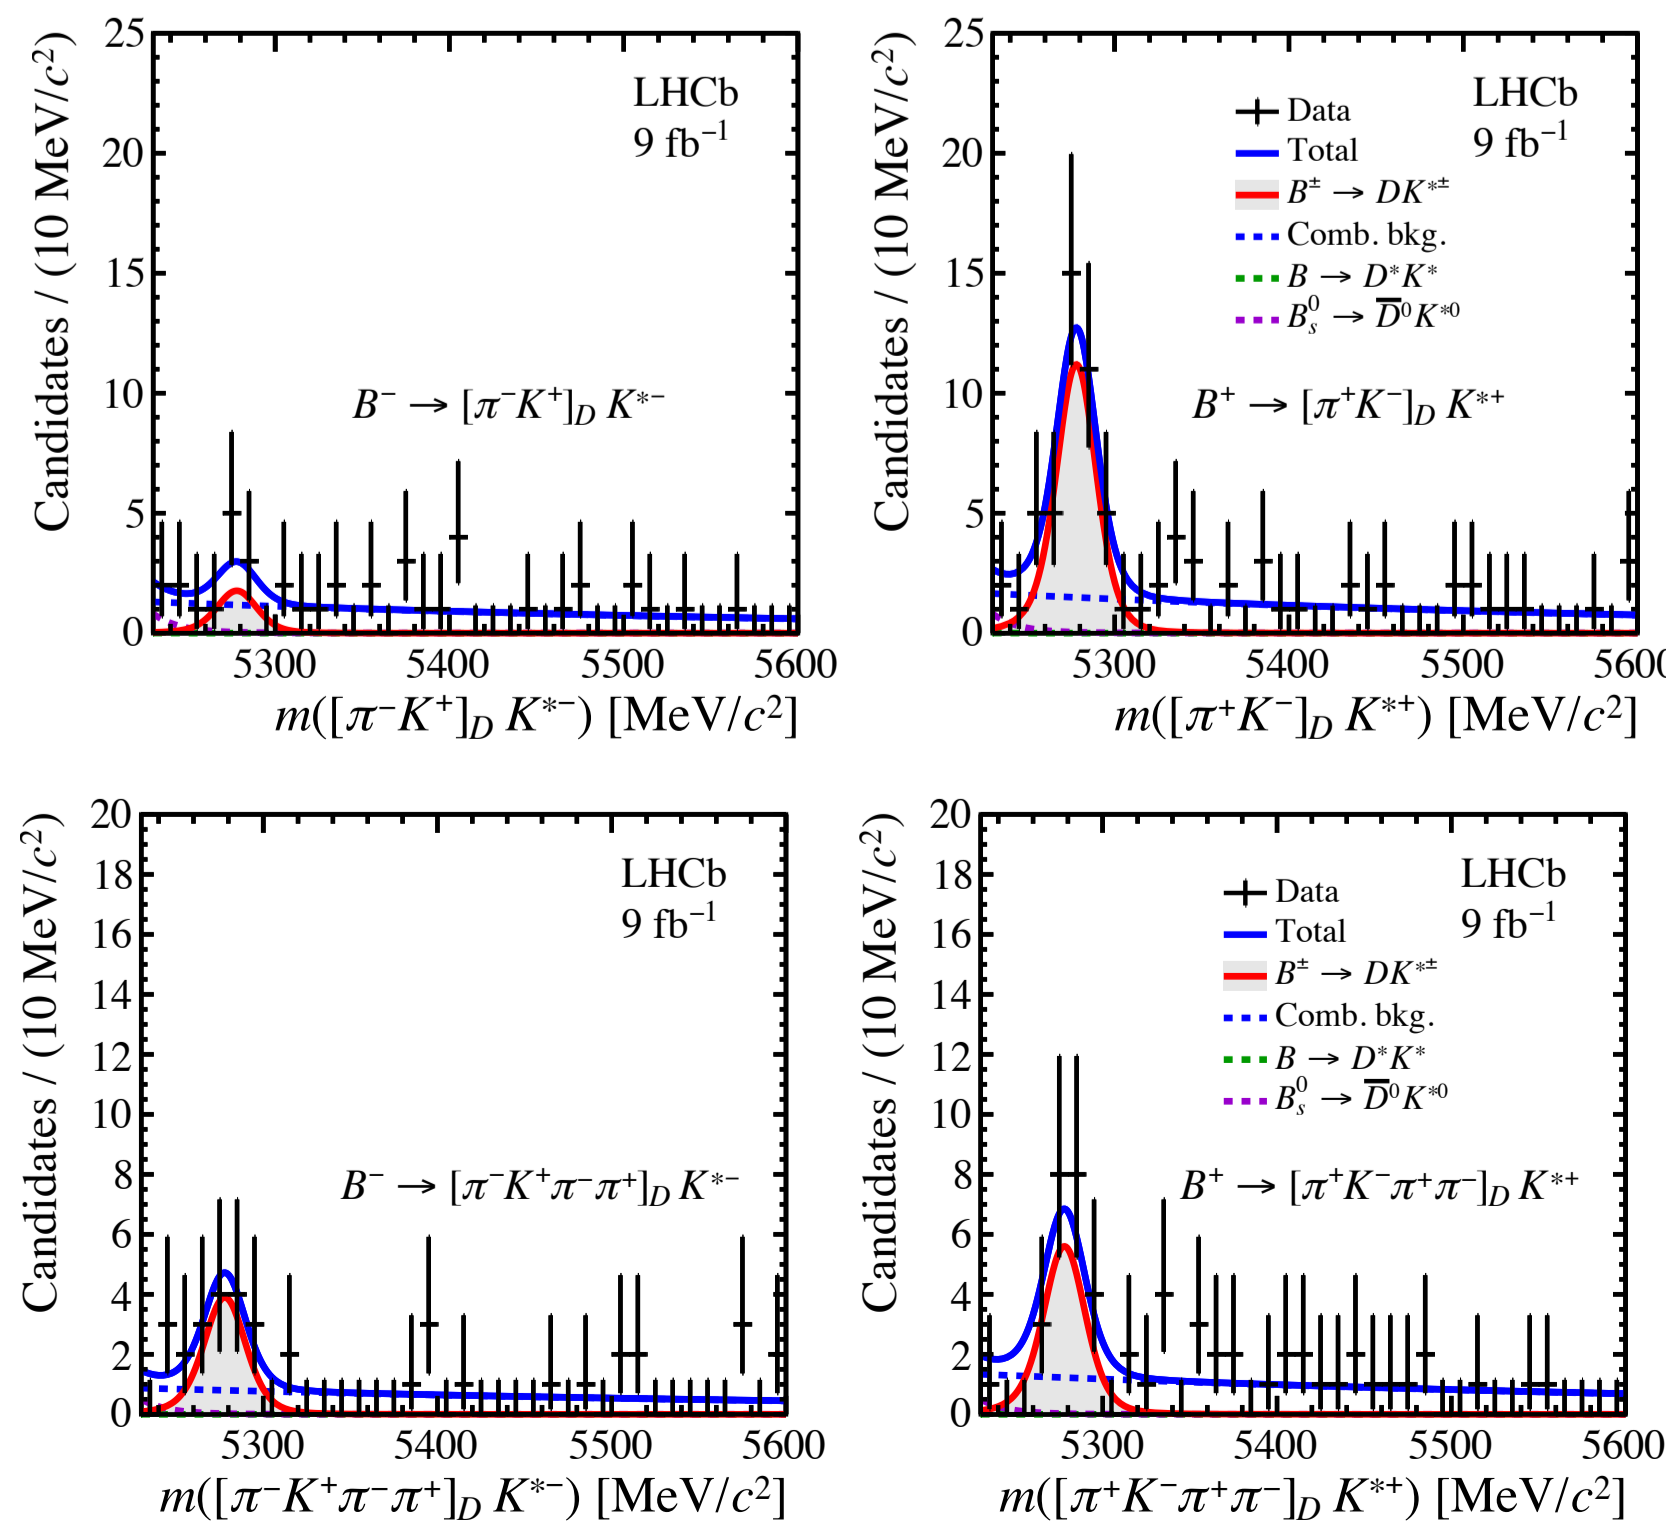 Candidates / (10 MeV/c²)
25
20
15
10
5
0
LHCb
9 fb⁻¹
B⁻ → [π⁻K⁺]_D K*⁻
5300 5400 5500 5600
m([π⁻K⁺]_D K*⁻) [MeV/c²]
Candidates / (10 MeV/c²)
25
20
15
10
5
0
LHCb
9 fb⁻¹
Data
Total
B^± → DK*^±
Comb. bkg.
B → D*K*
B_s^0 → D̅⁰K*⁰
B⁺ → [π⁺K⁻]_D K*⁺
5300 5400 5500 560
m([π⁺K⁻]_D K*⁺) [MeV/c²]
Candidates / (10 MeV/c²)
20
18
16
14
12
10
8
6
4
2
0
LHCb
9 fb⁻¹
B⁻ → [π⁻K⁺π⁻π⁺]_D K*⁻
5300 5400 5500 5600
m([π⁻K⁺π⁻π⁺]_D K*⁻) [MeV/c²]
Candidates / (10 MeV/c²)
20
18
16
14
12
10
8
6
4
2
0
LHCb
9 fb⁻¹
Data
Total
B^± → DK*^±
Comb. bkg.
B → D*K*
B_s^0 → D̅⁰K*⁰
B⁺ → [π⁺K⁻π⁺π⁻]_D K*⁺
5300 5400 5500 5600
m([π⁺K⁻π⁺π⁻]_D K*⁺) [MeV/c²]